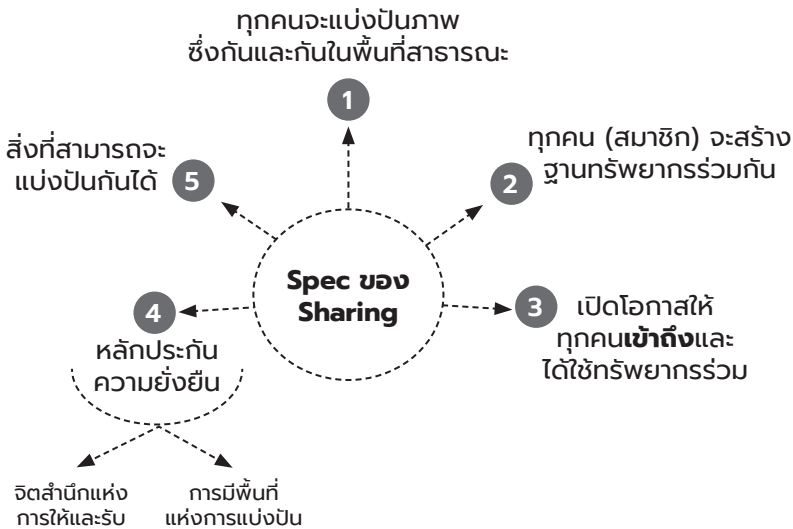 ทุกคนจะแบ่งปันภาพ
ซึ่งกันและกันในพื้นที่สาธารณะ
1
ทุกคน (สมาชิก) จะสร้าง
ฐานทรัพยากรร่วมกัน
2
สิ่งที่สามารถจะ
แบ่งปันกันได้
5
Spec ของ
Sharing
3
เปิดโอกาสให้
ทุกคนเข้าถึงและ
ได้ใช้ทรัพยากรร่วม
4
หลักประกัน
ความยั่งยืน
จิตสำนึกแห่ง
การให้และรับ
การมีพื้นที่
แห่งการแบ่งปัน